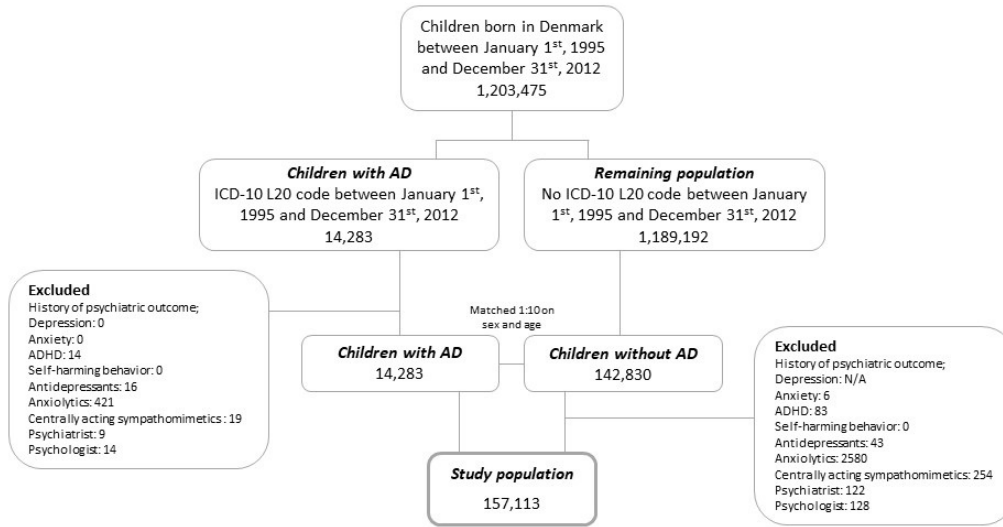 Children born in Denmark
between January 1st, 1995
and December 31st, 2012
1,203,475
Children with AD
ICD-10 L20 code between January 1st,
1995 and December 31st, 2012
14,283
Remaining population
No ICD-10 L20 code between January
1st, 1995 and December 31st, 2012
1,189,192
Excluded
History of psychiatric outcome;
Depression: 0
Anxiety: 0
ADHD: 14
Self-harming behavior: 0
Antidepressants: 16
Anxiolytics: 421
Centrally acting sympathomimetics : 19
Psychiatrist: 9
Psychologist: 14
Matched 1:10 on
sex and age
Children with AD
14,283
Children without AD
142,830
Excluded
History of psychiatric outcome;
Depression: N/A
Anxiety: 6
ADHD: 83
Self-harming behavior: 0
Antidepressants: 43
Anxiolytics: 2580
Centrally acting sympathomimetics: 254
Psychiatrist: 122
Psychologist: 128
Study population
157,113